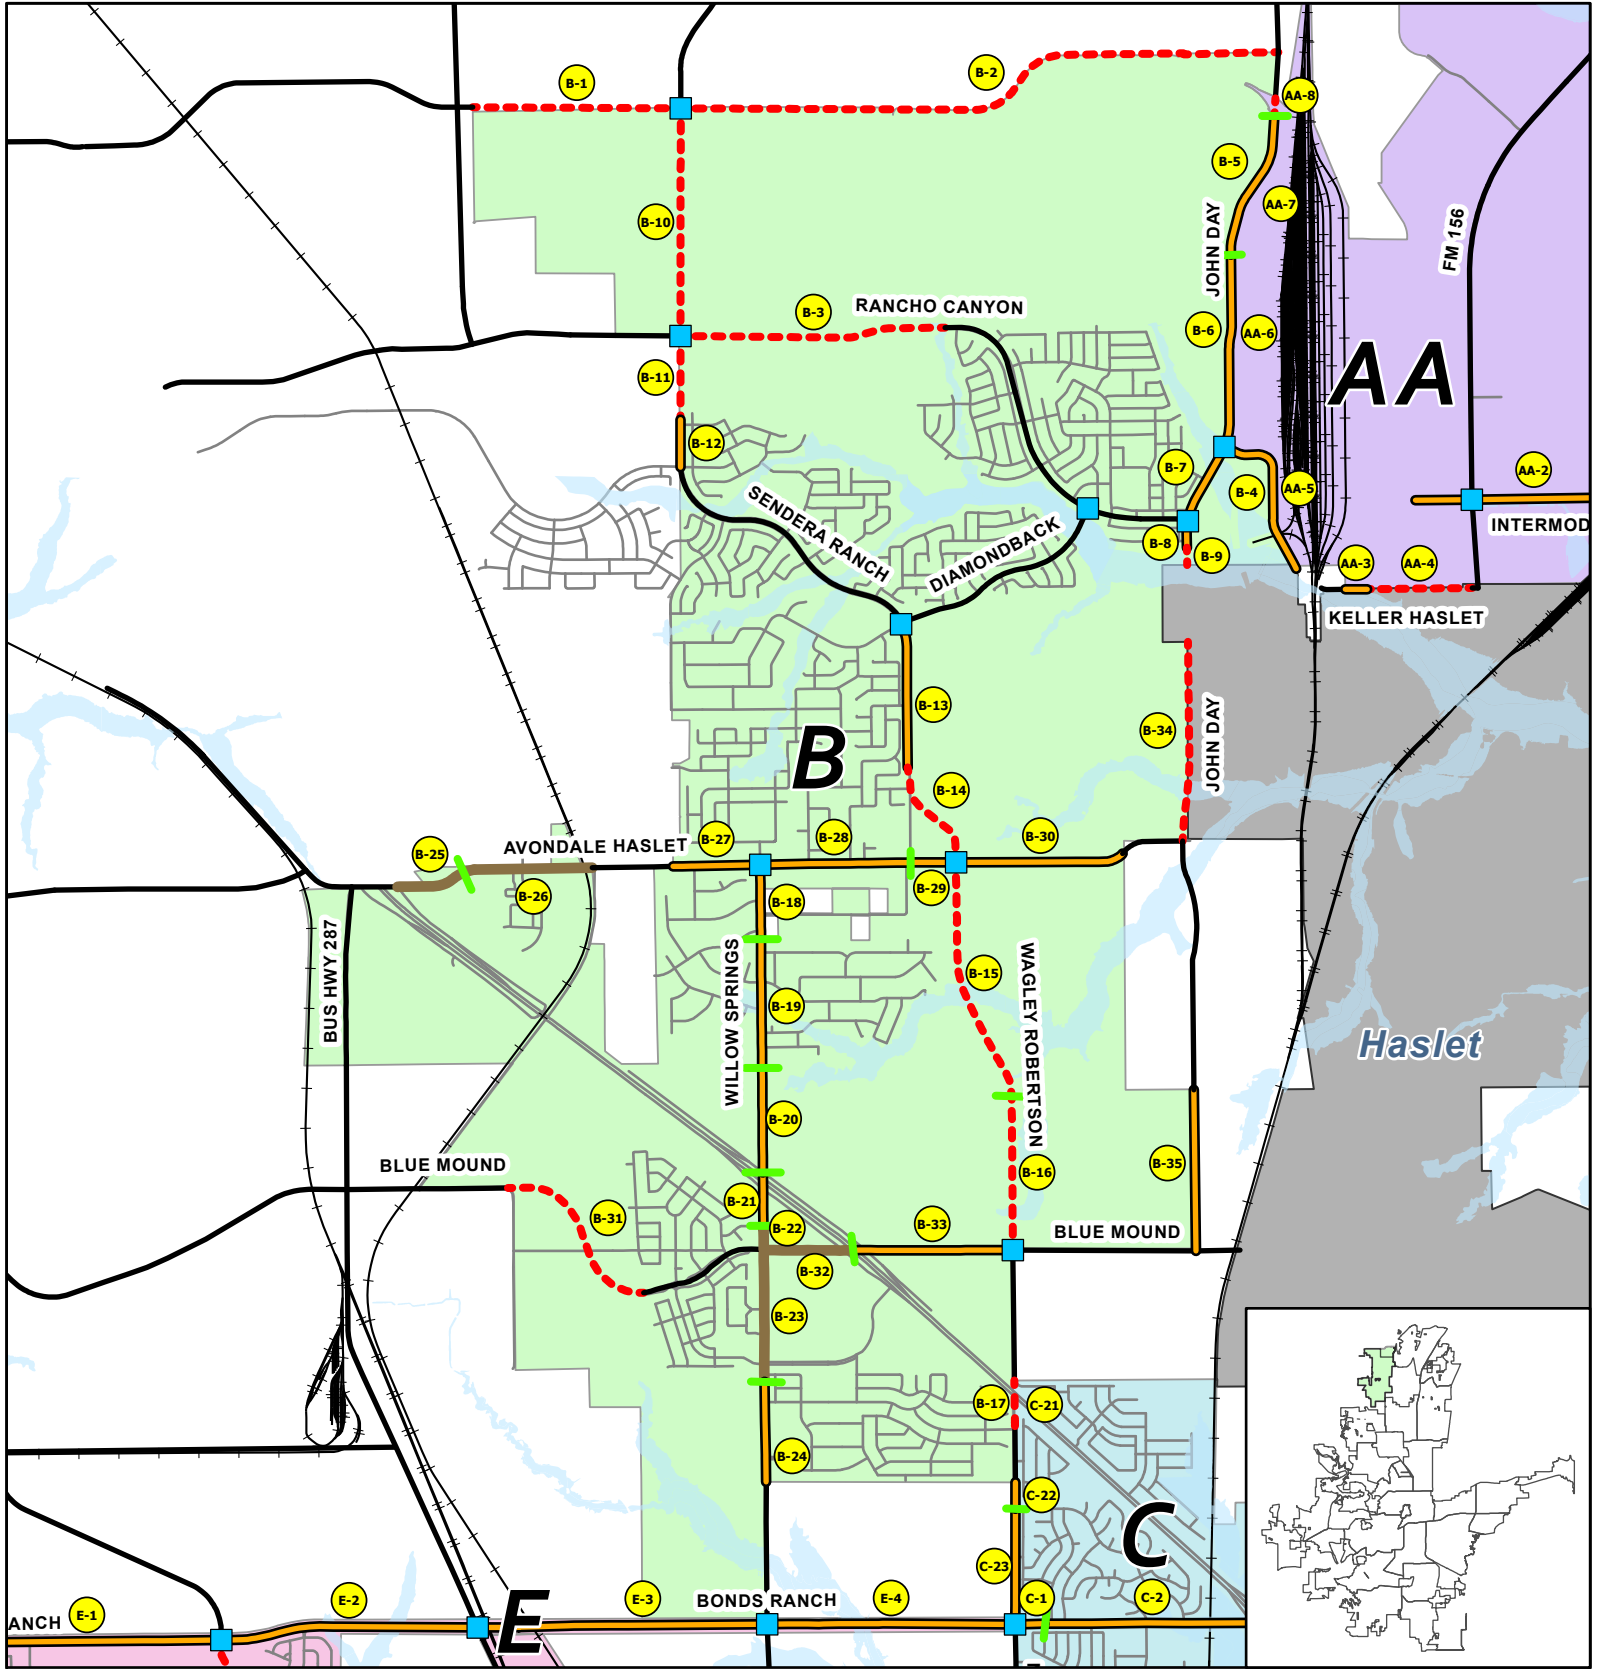 B-1
B-2
AA-8
B-5
AA-7
B-10
JOHN DAY
FM 156
B-3
RANCHO CANYON
B-6
AA-6
AA
B-11
B-12
B-7
AA-2
SENDERA RANCH
B-4
AA-5
INTERMOD
DIAMONDBACK
B-8
B-9
AA-3
AA-4
KELLER HASLET
B-13
B-34
JOHN DAY
B
B-14
B-25
AVONDALE HASLET
B-27
B-28
B-30
B-26
B-29
B-18
BUS HWY 287
WILLOW SPRINGS
B-15
WAGLEY ROBERTSON
B-19
Haslet
B-20
BLUE MOUND
B-16
B-35
B-21
B-31
B-22
B-33
BLUE MOUND
B-32
B-23
B-17
C-21
B-24
C-22
C
C-23
E-1
E-2
E
E-3
BONDS RANCH
E-4
C-1
C-2
ANCH